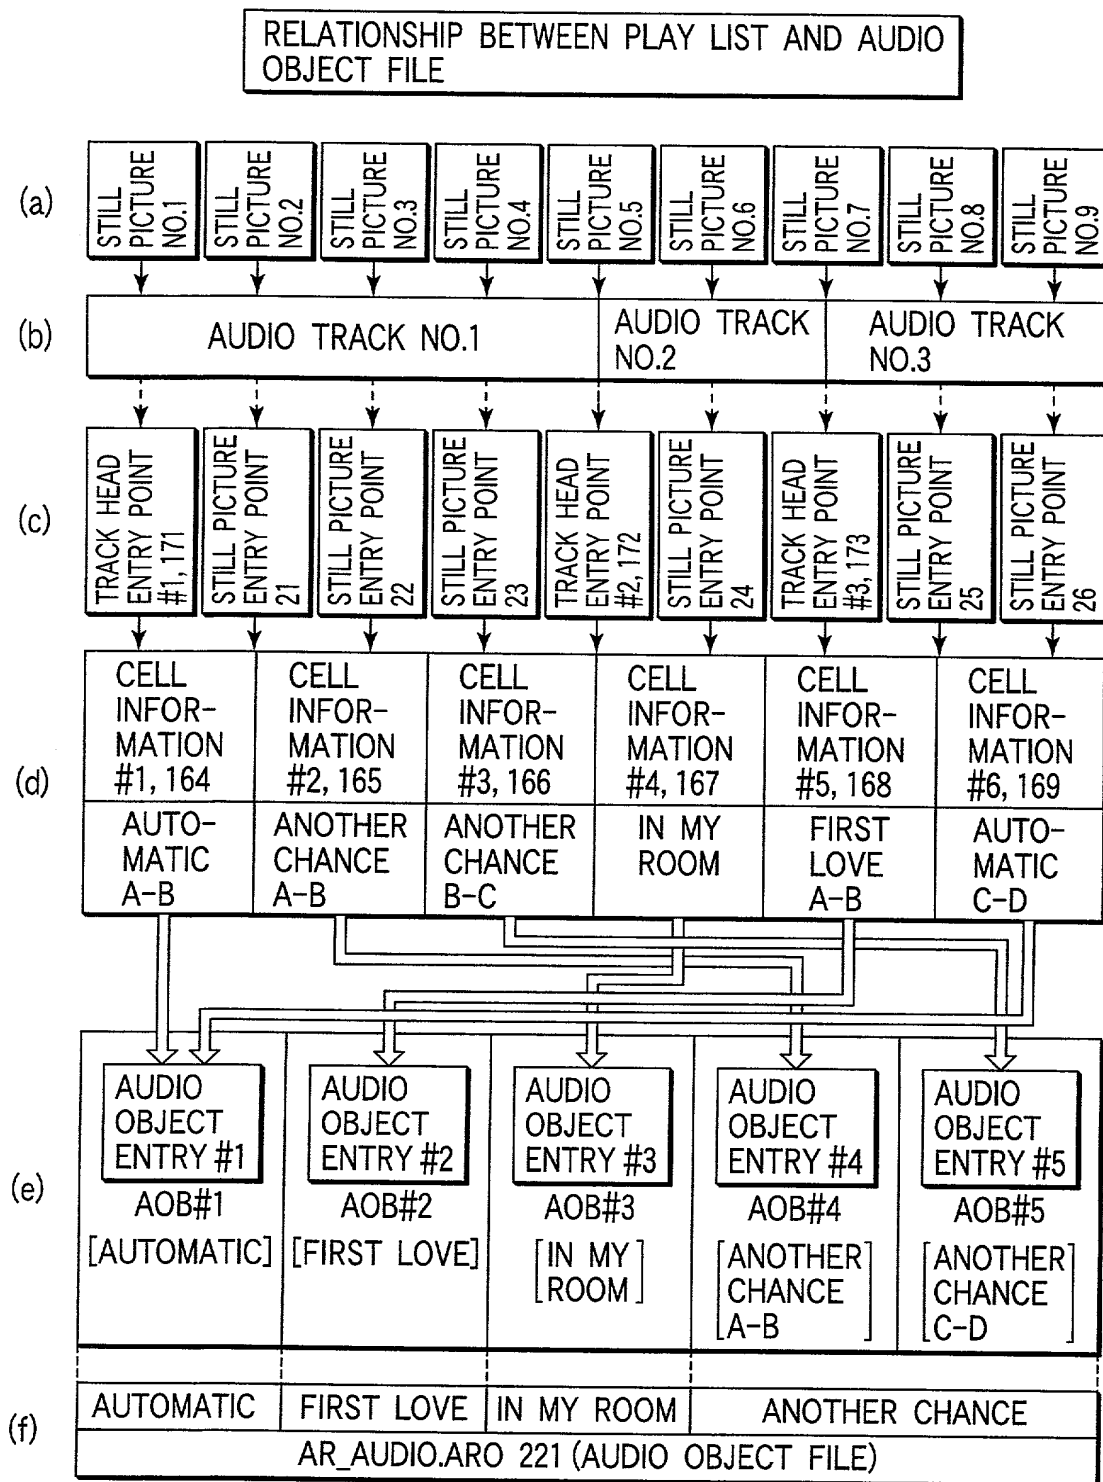 RELATIONSHIP BETWEEN PLAY LIST AND AUDIO
OBJECT FILE
(a)
STILL
PICTURE
NO.1
STILL
PICTURE
NO.2
STILL
PICTURE
NO.3
STILL
PICTURE
NO.4
STILL
PICTURE
NO.5
STILL
PICTURE
NO.6
STILL
PICTURE
NO.7
STILL
PICTURE
NO.8
STILL
PICTURE
NO.9
(b)
AUDIO TRACK NO.1
AUDIO TRACK
NO.2
AUDIO TRACK
NO.3
(c)
TRACK HEAD
ENTRY POINT
#1, 171
STILL PICTURE
ENTRY POINT
21
STILL PICTURE
ENTRY POINT
22
STILL PICTURE
ENTRY POINT
23
TRACK HEAD
ENTRY POINT
#2, 172
STILL PICTURE
ENTRY POINT
24
TRACK HEAD
ENTRY POINT
#3, 173
STILL PICTURE
ENTRY POINT
25
STILL PICTURE
ENTRY POINT
26
(d)
CELL
INFOR-
MATION
#1, 164
CELL
INFOR-
MATION
#2, 165
CELL
INFOR-
MATION
#3, 166
CELL
INFOR-
MATION
#4, 167
CELL
INFOR-
MATION
#5, 168
CELL
INFOR-
MATION
#6, 169
AUTO-
MATIC
A-B
ANOTHER
CHANCE
A-B
ANOTHER
CHANCE
B-C
IN MY
ROOM
FIRST
LOVE
A-B
AUTO-
MATIC
C-D
(e)
AUDIO
OBJECT
ENTRY #1
AOB#1
[AUTOMATIC]
AUDIO
OBJECT
ENTRY #2
AOB#2
[FIRST LOVE]
AUDIO
OBJECT
ENTRY #3
AOB#3
[IN MY
ROOM]
AUDIO
OBJECT
ENTRY #4
AOB#4
[ANOTHER
CHANCE
A-B]
AUDIO
OBJECT
ENTRY #5
AOB#5
[ANOTHER
CHANCE
C-D]
(f)
AUTOMATIC
FIRST LOVE
IN MY ROOM
ANOTHER CHANCE
AR_AUDIO.ARO 221 (AUDIO OBJECT FILE)